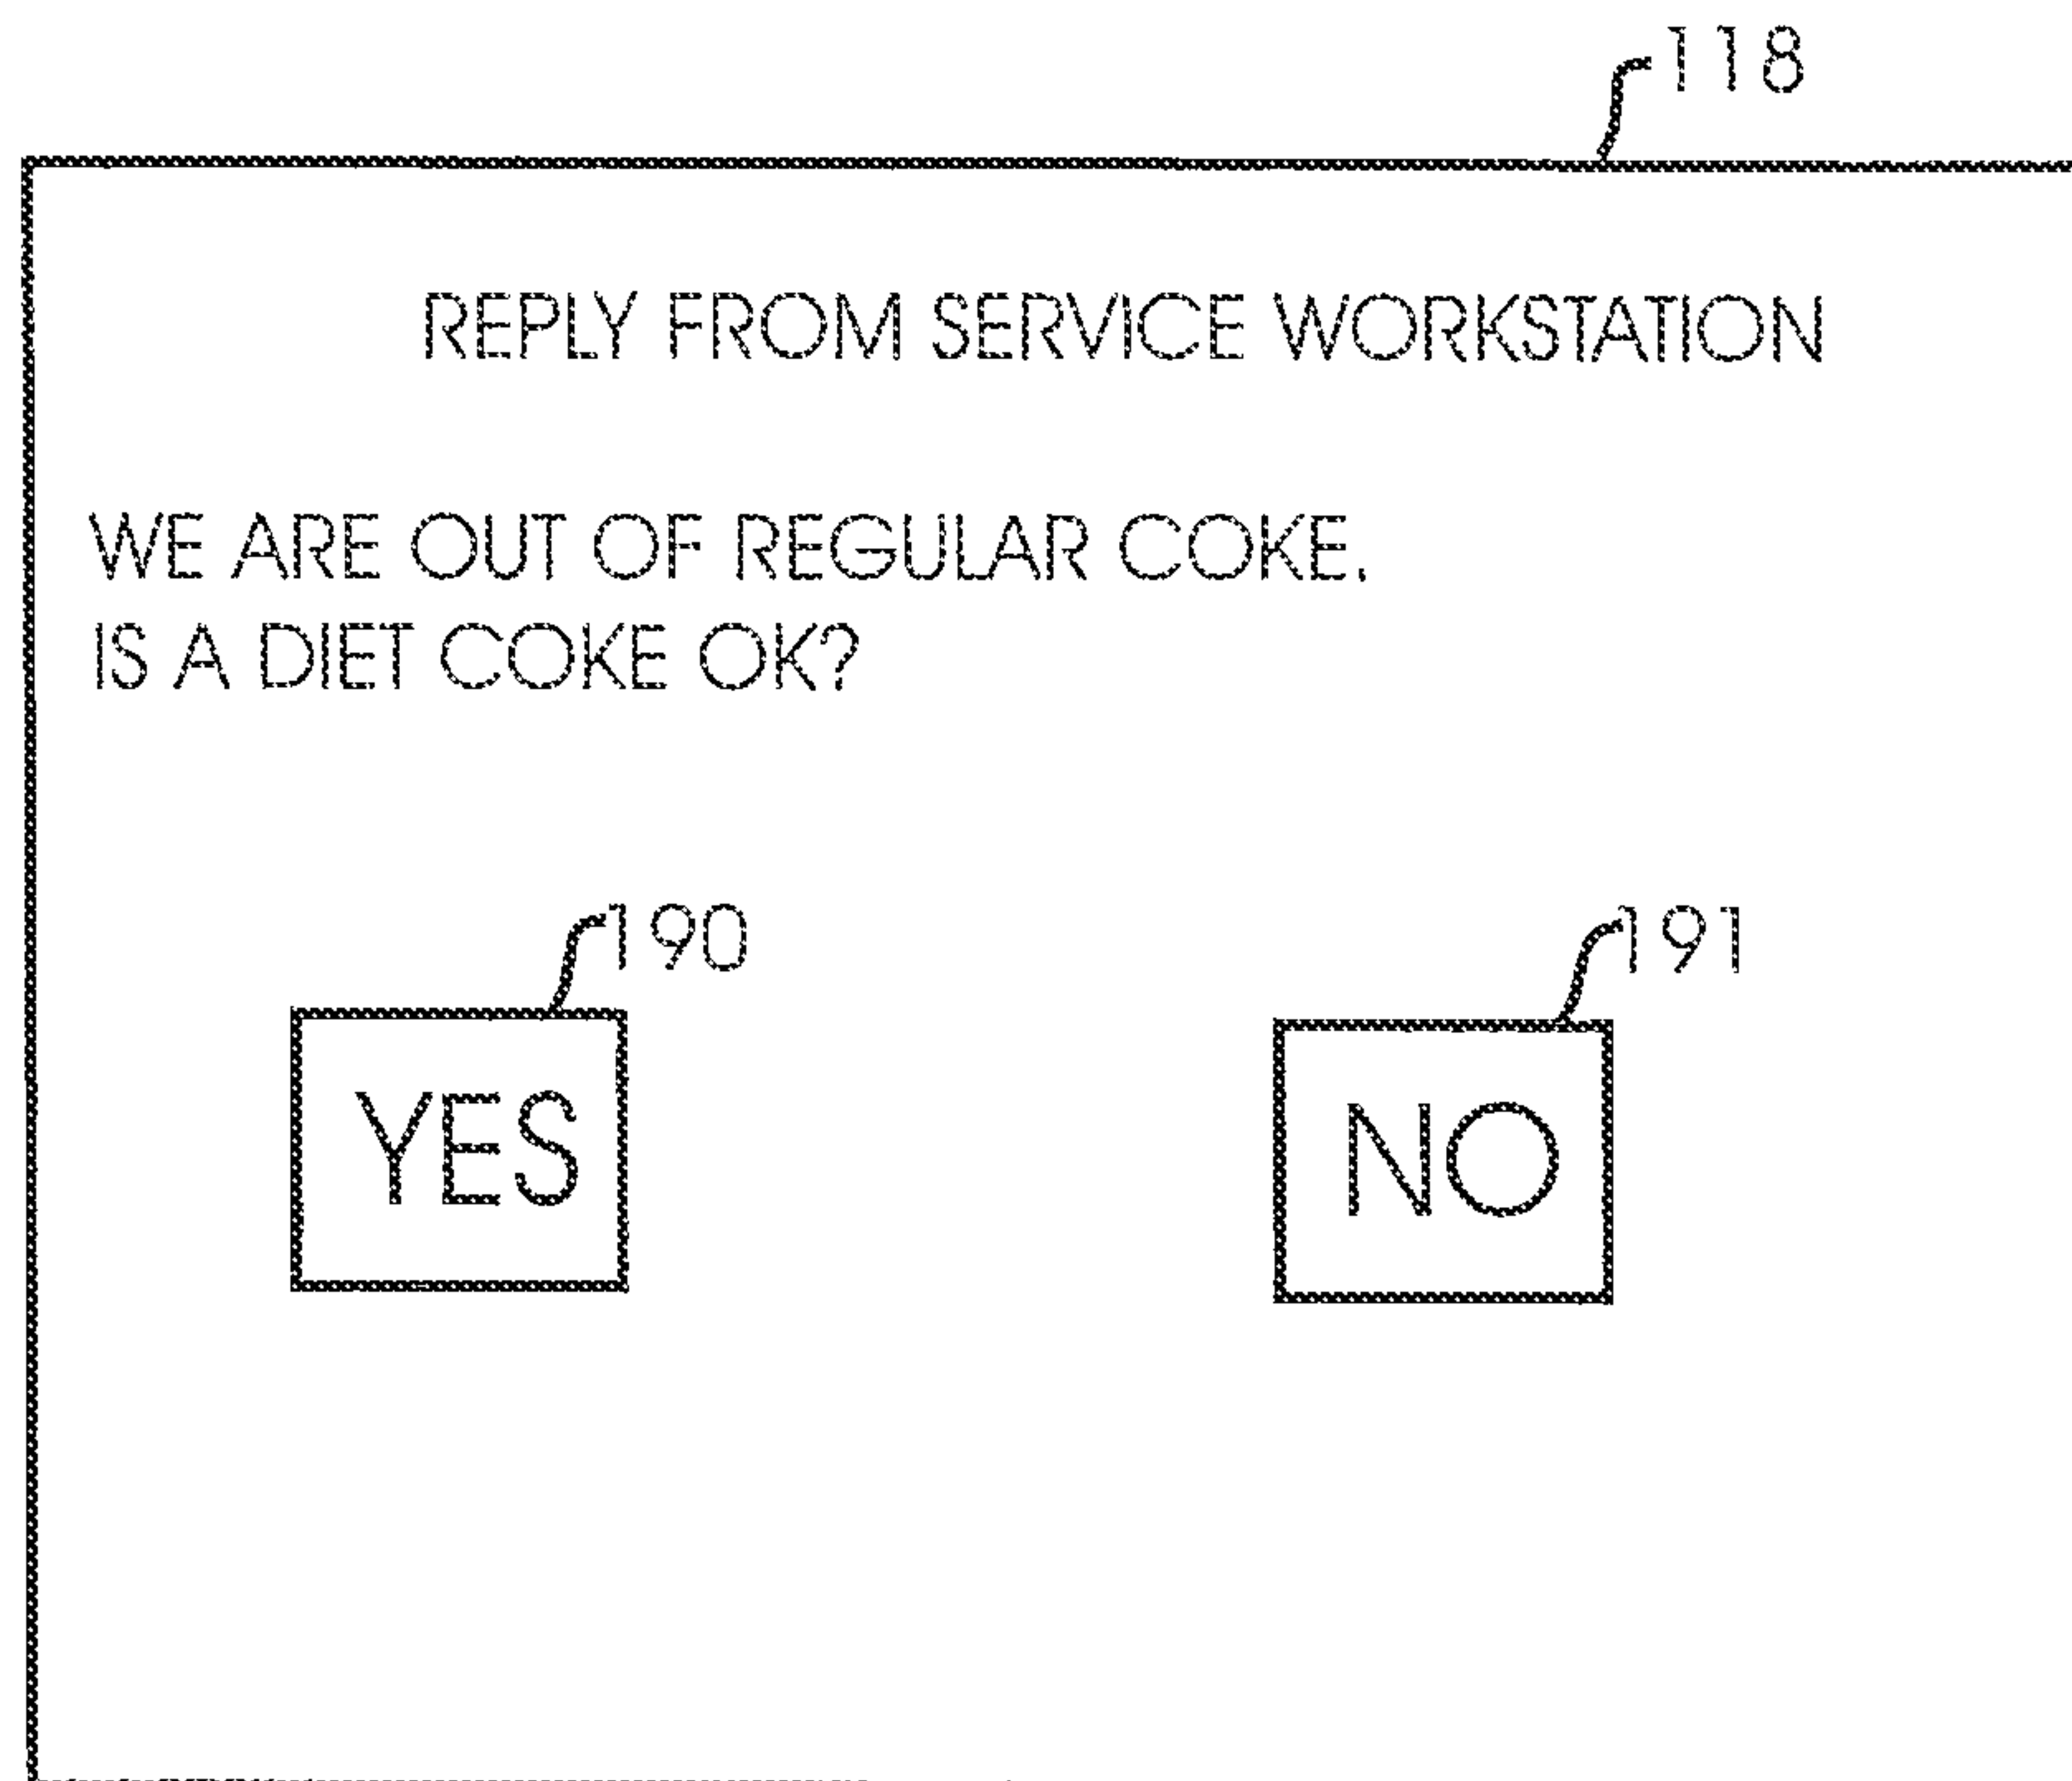 118
REPLY FROM SERVICE WORKSTATION
WE ARE OUT OF REGULAR COKE.
IS A DIET COKE OK?
190 191
YES NO